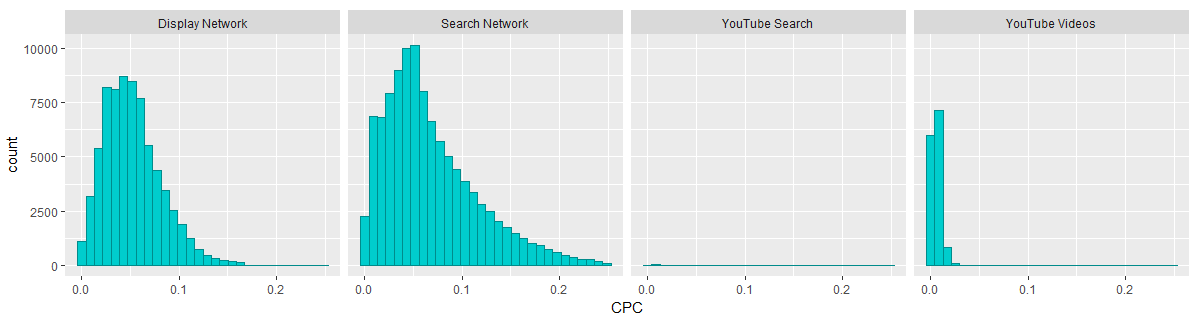 Display Network
Search Network
YouTube Search
YouTube Videos
10000
7500
5000
2500
0
count
0.0 0.1 0.2
0.0 0.1 0.2
0.0 0.1 0.2
0.0 0.1 0.2
CPC